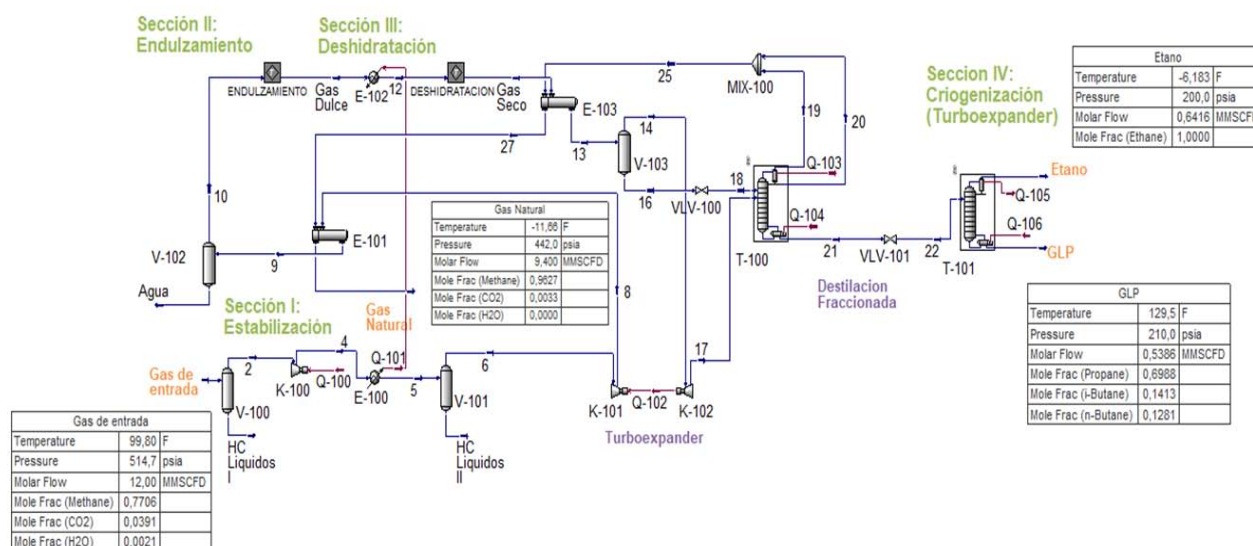 Sección II:
Endulzamiento
Sección III:
Deshidratación
ENDULZAMIENTO
Gas
Dulce
E-102
12
DESHIDRATACION
Gas
Seco
E-103
25
MIX-100
19
20
27
13
14
V-103
16
VLV-100
18
Q-103
Q-104
T-100
21
VLV-101
22
T-101
Q-105
Q-106
Etano
GLP
Seccion IV:
Criogenización
(Turboexpander)
Etano
Temperature -6,183 F
Pressure 200,0 psia
Molar Flow 0,6416 MMSCFD
Mole Frac (Ethane) 1,0000
10
V-102
9
E-101
Agua
8
Gas Natural
Temperature -11,66 F
Pressure 442,0 psia
Molar Flow 9,400 MMSCFD
Mole Frac (Methane) 0,9627
Mole Frac (CO2) 0,0033
Mole Frac (H2O) 0,0000
Destilacion
Fraccionada
GLP
Temperature 129,5 F
Pressure 210,0 psia
Molar Flow 0,5386 MMSCFD
Mole Frac (Propane) 0,6988
Mole Frac (i-Butane) 0,1413
Mole Frac (n-Butane) 0,1281
Sección I:
Estabilización
Gas
Natural
Gas de
entrada
2
K-100
4
Q-100
Q-101
E-100
5
6
V-100
V-101
HC
Liquidos
I
HC
Liquidos
II
K-101
Q-102
K-102
17
Turboexpander
Gas de entrada
Temperature 99,80 F
Pressure 514,7 psia
Molar Flow 12,00 MMSCFD
Mole Frac (Methane) 0,7706
Mole Frac (CO2) 0,0391
Mole Frac (H2O) 0,0021